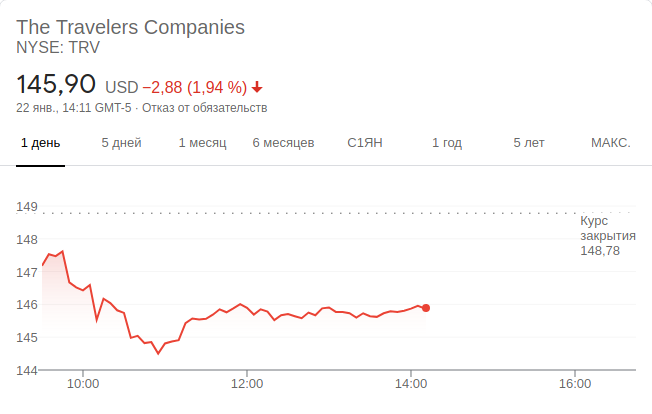 The Travelers Companies
NYSE: TRV
145,90 USD −2,88 (1,94 %)
22 янв., 14:11 GMT-5 · Отказ от обязательств
1 день 5 дней 1 месяц 6 месяцев С1ЯН 1 год 5 лет МАКС.
149
Курс
закрытия
148,78
148
147
146
145
144
10:00 12:00 14:00 16:00